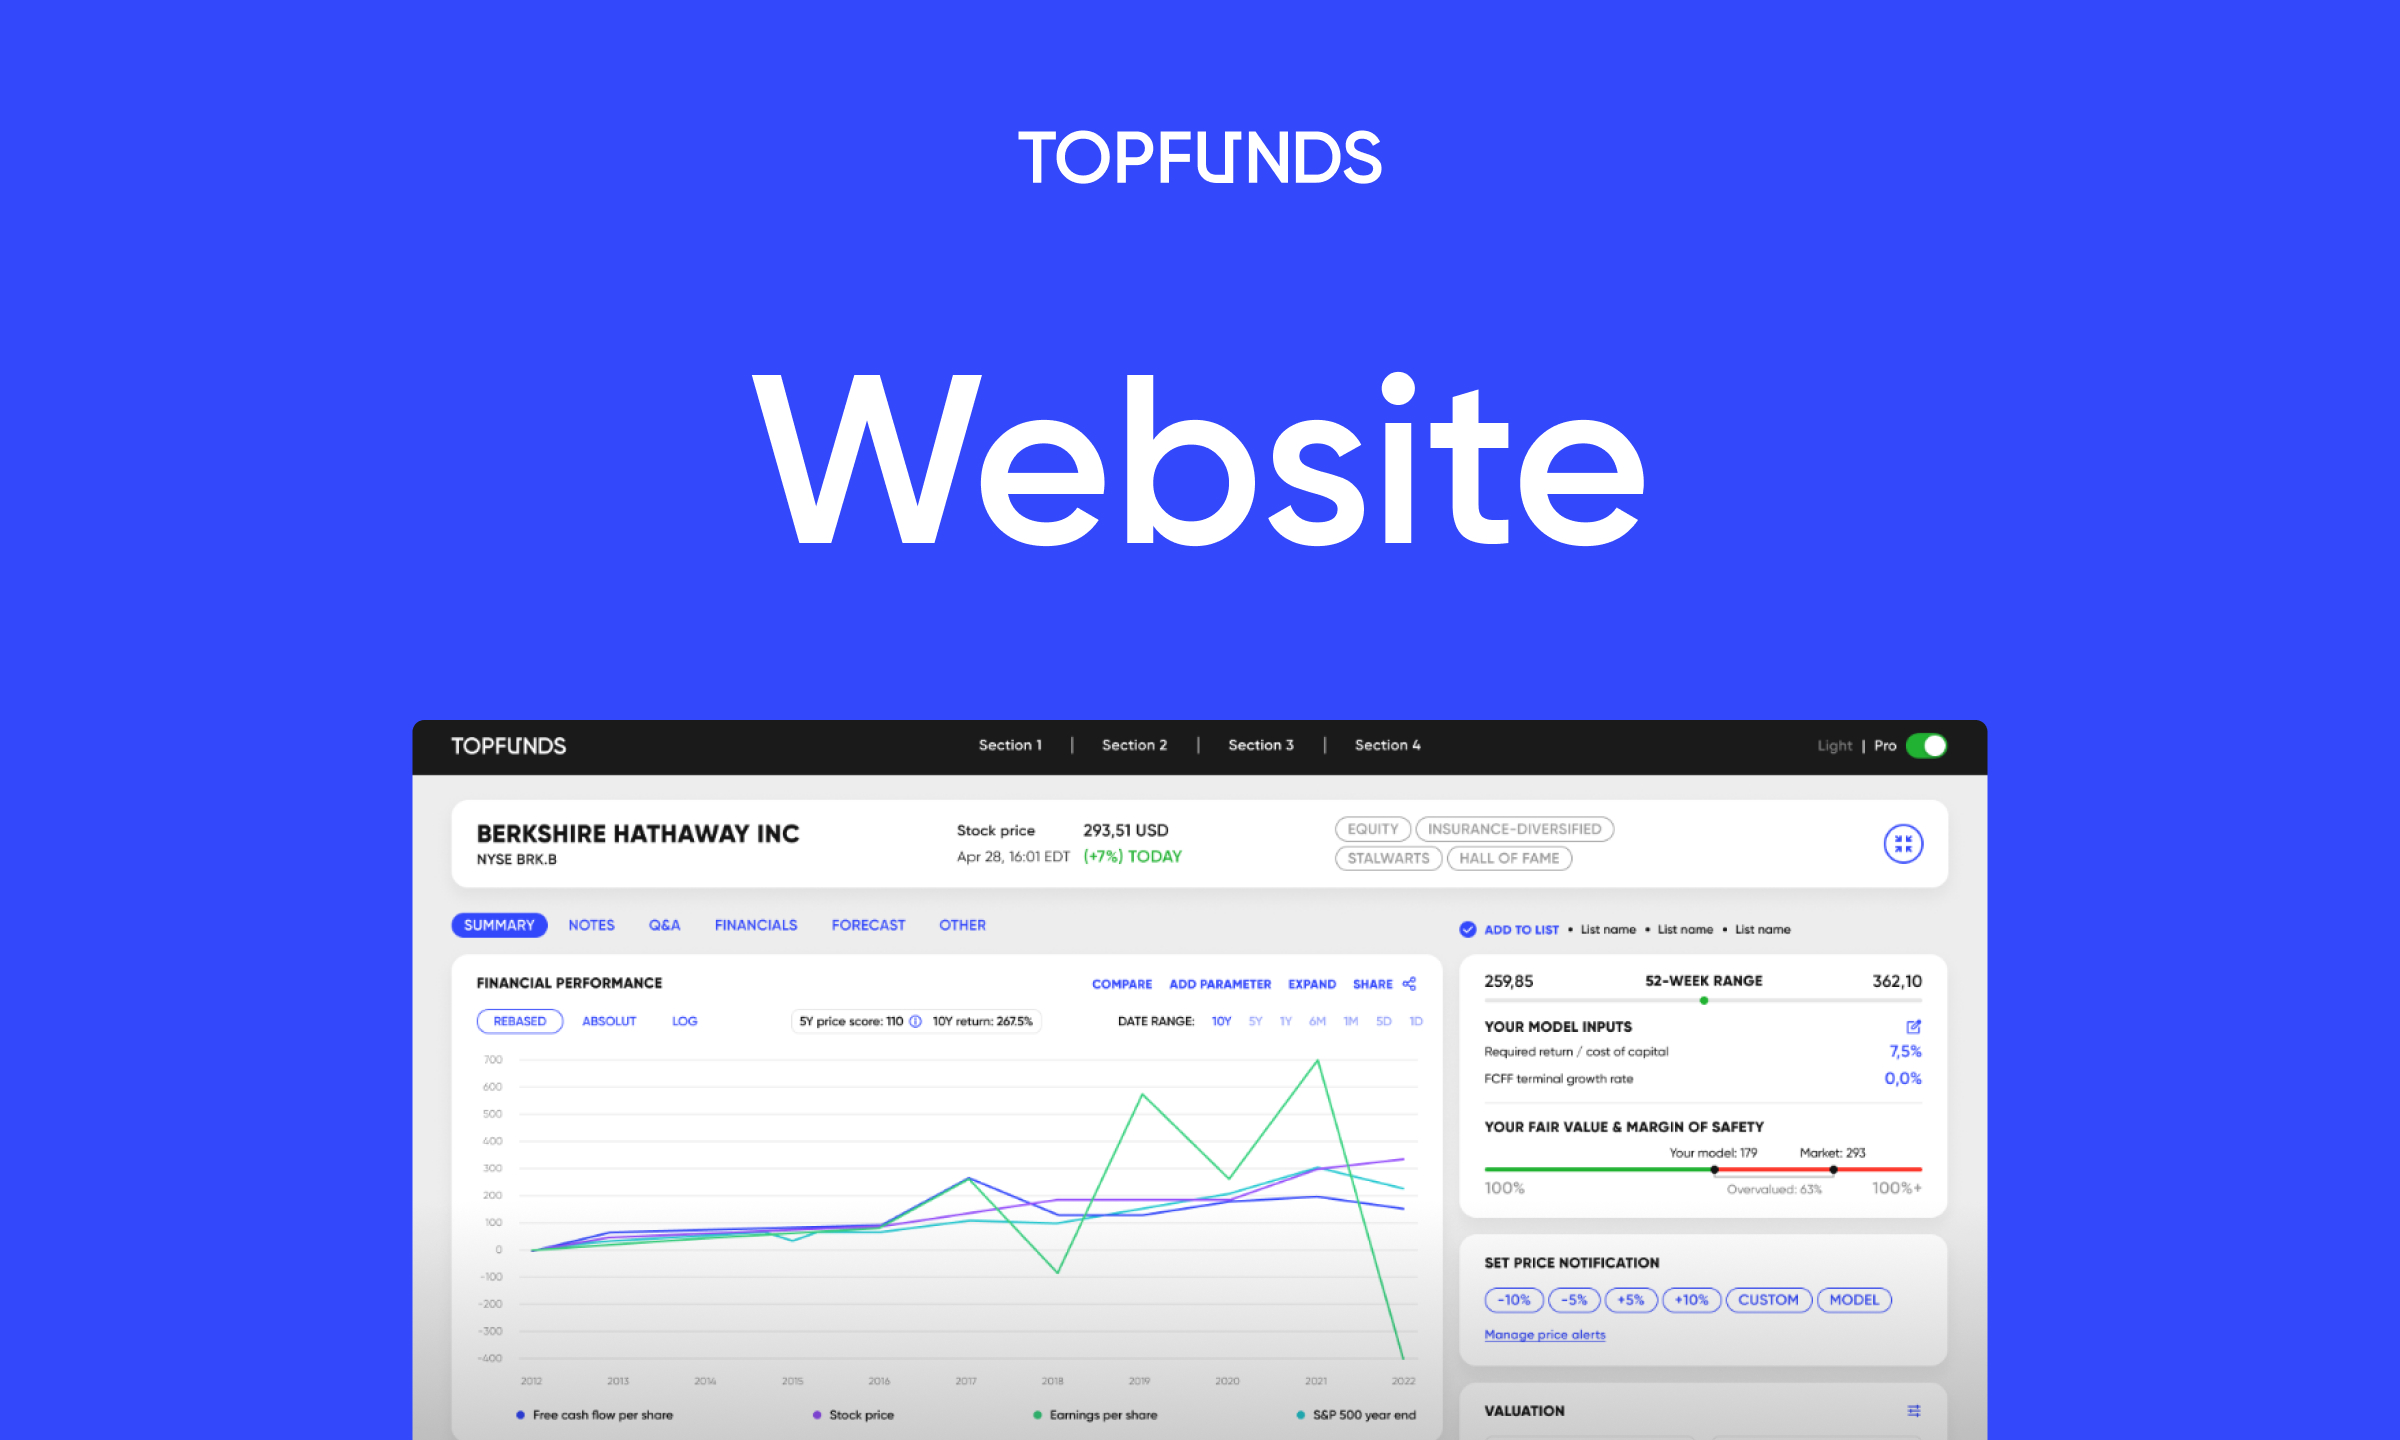 TOPFUNDS
Website
TOPFUNDS
Section 1 | Section 2 | Section 3 | Section 4
Light | Pro
BERKSHIRE HATHAWAY INC
NYSE BRK.B
Stock price 293,51 USD
Apr 28, 16:01 EDT (+7%) TODAY
EQUITY INSURANCE-DIVERSIFIED
STALWARTS HALL OF FAME
SUMMARY NOTES Q&A FINANCIALS FORECAST OTHER
ADD TO LIST • List name • List name • List name
FINANCIAL PERFORMANCE
COMPARE ADD PARAMETER EXPAND SHARE
REBASED ABSOLUT LOG
5Y price score: 110 10Y return: 267.5%
DATE RANGE: 10Y 5Y 1Y 6M 1M 5D 1D
700
600
500
400
300
200
100
0
-100
-200
-300
-400
2012 2013 2014 2015 2016 2017 2018 2019 2020 2021 2022
Free cash flow per share Stock price Earnings per share S&P 500 year end
259,85 52-WEEK RANGE 362,10
YOUR MODEL INPUTS
Required return / cost of capital 7,5%
FCFF terminal growth rate 0,0%
YOUR FAIR VALUE & MARGIN OF SAFETY
Your model: 179 Market: 293
100% Overvalued: 63% 100%+
SET PRICE NOTIFICATION
-10% -5% +5% +10% CUSTOM MODEL
Manage price alerts
VALUATION